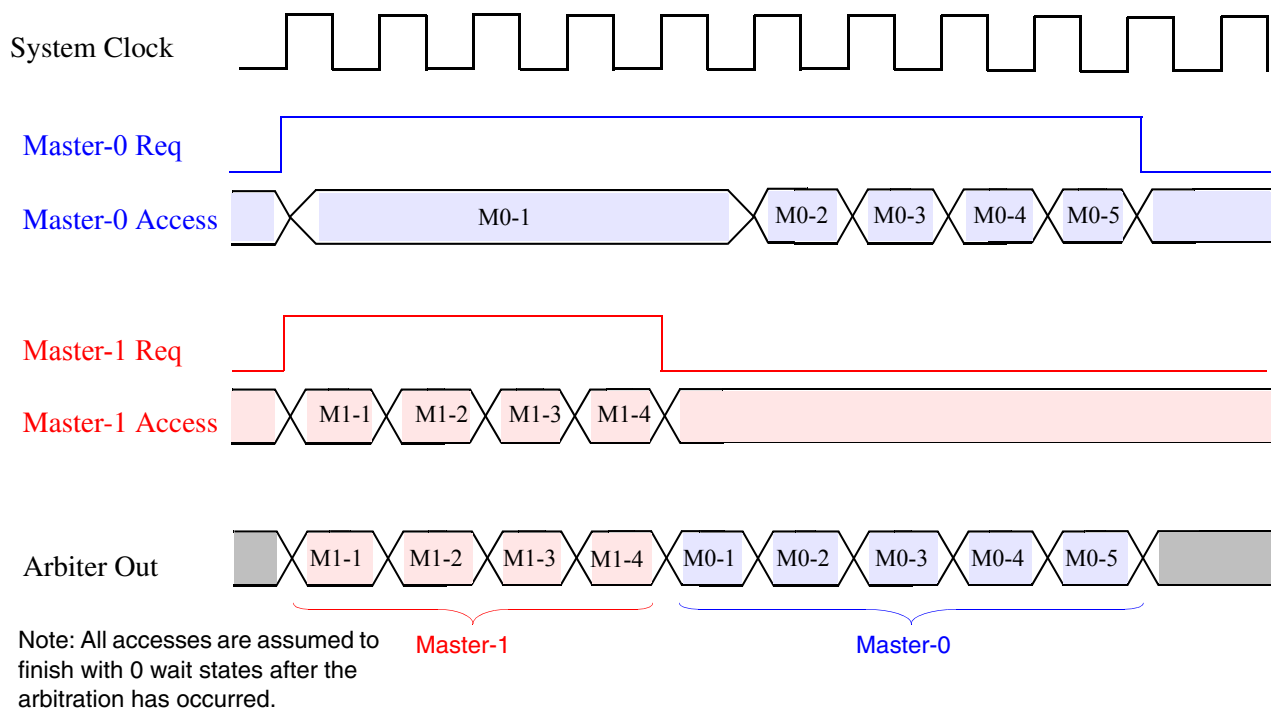 System Clock
Master-0 Req
Master-0 Access M0-1 M0-2 M0-3 M0-4 M0-5
Master-1 Req
Master-1 Access M1-1 M1-2 M1-3 M1-4
Arbiter Out M1-1 M1-2 M1-3 M1-4 M0-1 M0-2 M0-3 M0-4 M0-5
Master-1 Master-0
Note: All accesses are assumed to
finish with 0 wait states after the
arbitration has occurred.